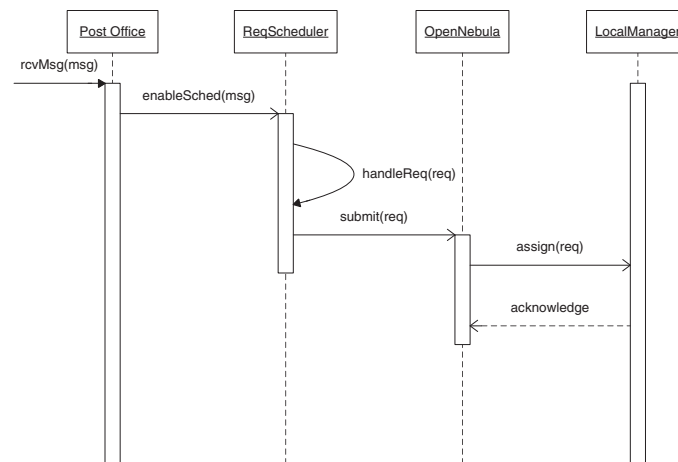 Post Office
ReqScheduler
OpenNebula
LocalManager
rcvMsg(msg)
enableSched(msg)
handleReq(req)
submit(req)
assign(req)
acknowledge